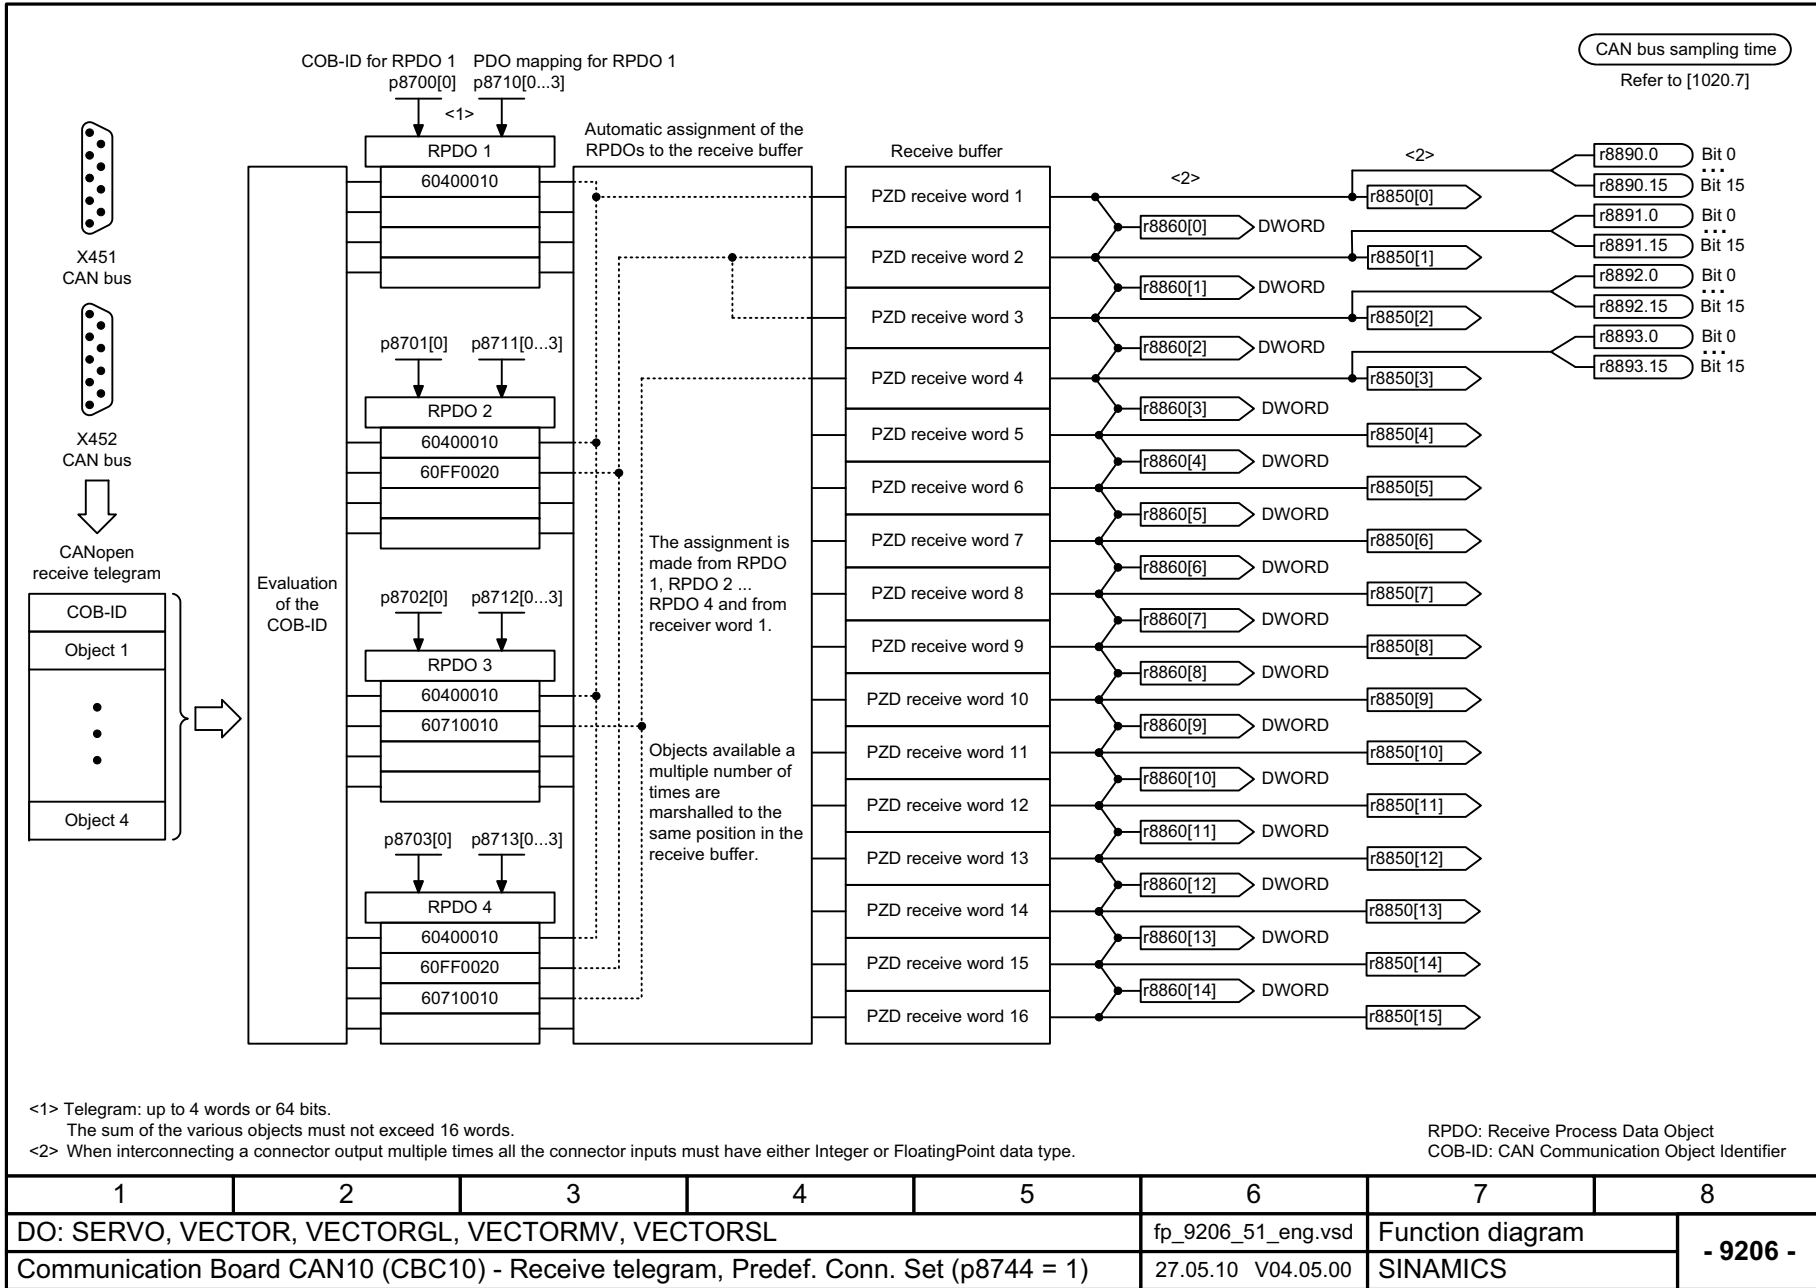 COB-ID for RPDO 1
p8700[0]
PDO mapping for RPDO 1
p8710[0...3]
<1>
CAN bus sampling time
Refer to [1020.7]
X451
CAN bus
X452
CAN bus
CANopen
receive telegram
COB-ID
Object 1
Object 4
Evaluation
of the
COB-ID
RPDO 1
60400010
p8701[0]
p8711[0...3]
RPDO 2
60400010
60FF0020
p8702[0]
p8712[0...3]
RPDO 3
60400010
60710010
p8703[0]
p8713[0...3]
RPDO 4
60400010
60FF0020
60710010
Automatic assignment of the
RPDOs to the receive buffer
The assignment is
made from RPDO
1, RPDO 2 ...
RPDO 4 and from
receiver word 1.
Objects available a
multiple number of
times are
marshalled to the
same position in the
receive buffer.
Receive buffer
PZD receive word 1
PZD receive word 2
PZD receive word 3
PZD receive word 4
PZD receive word 5
PZD receive word 6
PZD receive word 7
PZD receive word 8
PZD receive word 9
PZD receive word 10
PZD receive word 11
PZD receive word 12
PZD receive word 13
PZD receive word 14
PZD receive word 15
PZD receive word 16
<2>
r8860[0] DWORD
r8860[1] DWORD
r8860[2] DWORD
r8860[3] DWORD
r8860[4] DWORD
r8860[5] DWORD
r8860[6] DWORD
r8860[7] DWORD
r8860[8] DWORD
r8860[9] DWORD
r8860[10] DWORD
r8860[11] DWORD
r8860[12] DWORD
r8860[13] DWORD
r8860[14] DWORD
<2>
r8850[0]
r8850[1]
r8850[2]
r8850[3]
r8850[4]
r8850[5]
r8850[6]
r8850[7]
r8850[8]
r8850[9]
r8850[10]
r8850[11]
r8850[12]
r8850[13]
r8850[14]
r8850[15]
r8890.0 Bit 0
...
r8890.15 Bit 15
r8891.0 Bit 0
...
r8891.15 Bit 15
r8892.0 Bit 0
...
r8892.15 Bit 15
r8893.0 Bit 0
...
r8893.15 Bit 15
<1> Telegram: up to 4 words or 64 bits.
The sum of the various objects must not exceed 16 words.
<2> When interconnecting a connector output multiple times all the connector inputs must have either Integer or FloatingPoint data type.
RPDO: Receive Process Data Object
COB-ID: CAN Communication Object Identifier
1 2 3 4 5 6 7 8
DO: SERVO, VECTOR, VECTORGL, VECTORMV, VECTORSL
fp_9206_51_eng.vsd
Function diagram
- 9206 -
Communication Board CAN10 (CBC10) - Receive telegram, Predef. Conn. Set (p8744 = 1)
27.05.10 V04.05.00
SINAMICS